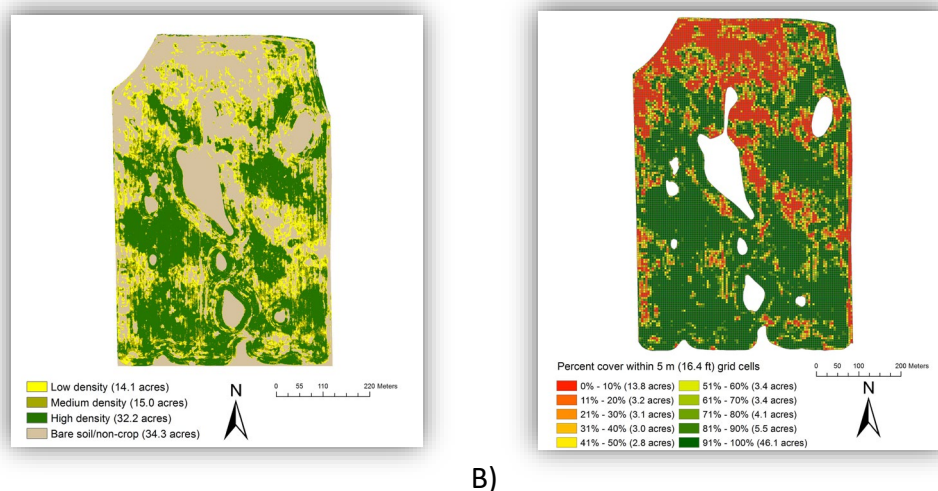 Low density (14.1 acres)
Medium density (15.0 acres)
High density (32.2 acres)
Bare soil/non-crop (34.3 acres)
N
0 55 110 220 Meters
Percent cover within 5 m (16.4 ft) grid cells
0% - 10% (13.8 acres)
11% - 20% (3.2 acres)
21% - 30% (3.1 acres)
31% - 40% (3.0 acres)
41% - 50% (2.8 acres)
51% - 60% (3.4 acres)
61% - 70% (3.4 acres)
71% - 80% (4.1 acres)
81% - 90% (5.5 acres)
91% - 100% (46.1 acres)
0 50 100 200 Meters
N
B)